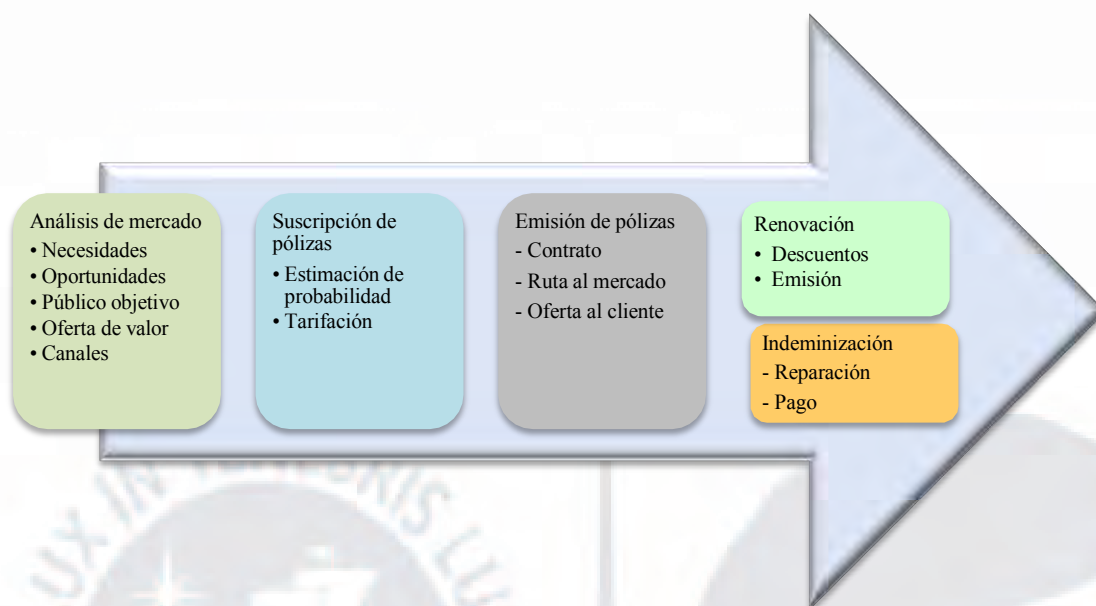 Análisis de mercado
• Necesidades
• Oportunidades
• Público objetivo
• Oferta de valor
• Canales
Suscripción de
pólizas
• Estimación de
probabilidad
• Tarifación
Emisión de pólizas
- Contrato
- Ruta al mercado
- Oferta al cliente
Renovación
• Descuentos
• Emisión
Indeminización
- Reparación
- Pago